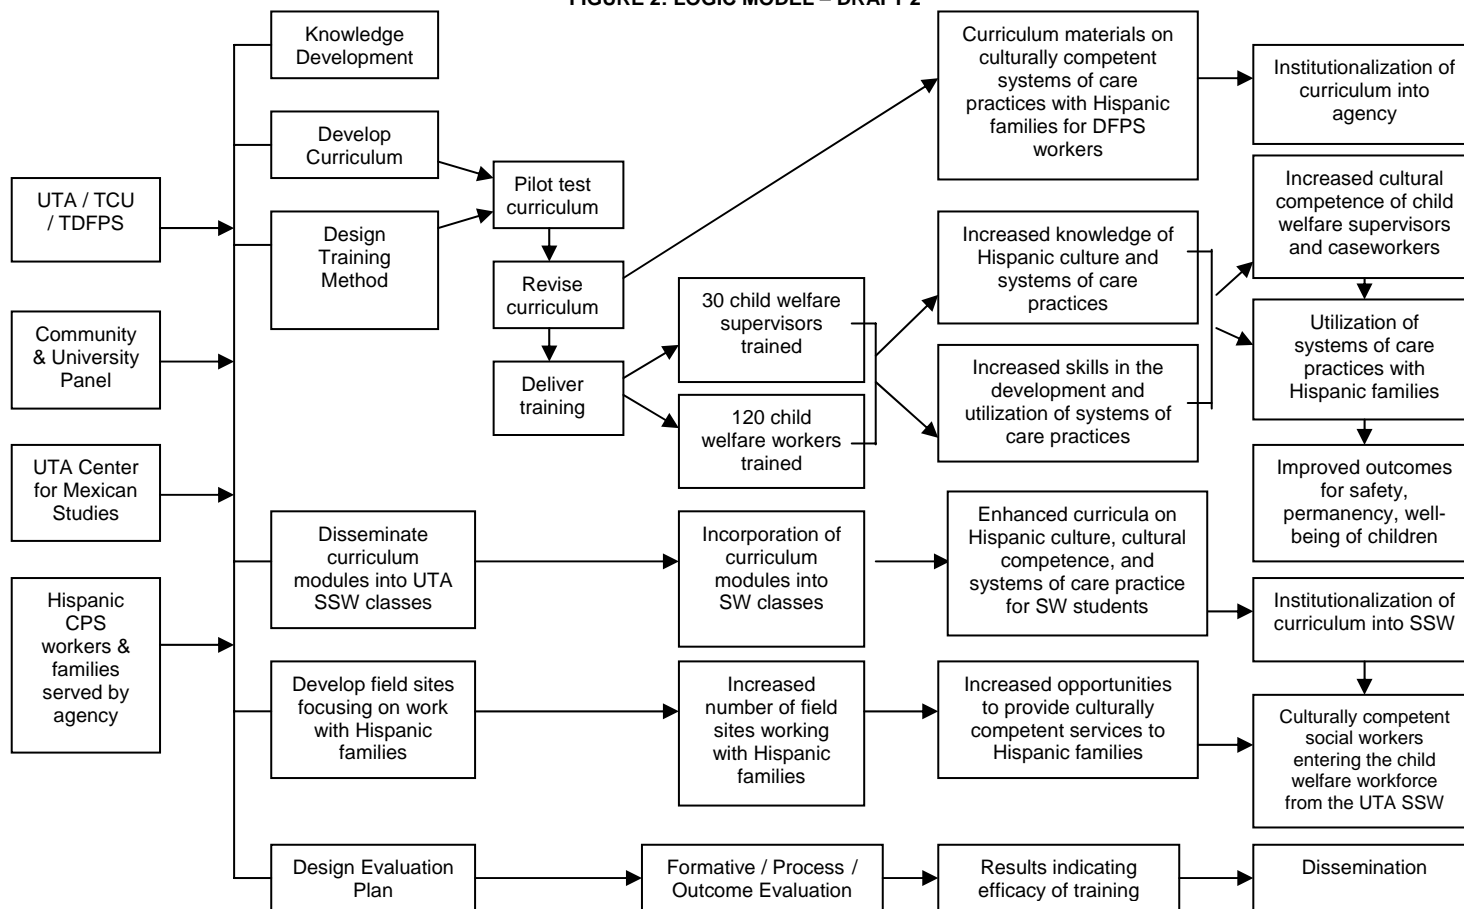 FIGURE 2: LOGIC MODEL – DRAFT 2
Knowledge
Development
Develop
Curriculum
Design
Training
Method
UTA / TCU
/ TDFPS
Community
& University
Panel
UTA Center
for Mexican
Studies
Hispanic
CPS
workers &
families
served by
agency
Pilot test
curriculum
Revise
curriculum
Deliver
training
30 child welfare
supervisors
trained
120 child
welfare workers
trained
Curriculum materials on
culturally competent
systems of care
practices with Hispanic
families for DFPS
workers
Institutionalization of
curriculum into
agency
Increased knowledge of
Hispanic culture and
systems of care
practices
Increased skills in the
development and
utilization of systems of
care practices
Increased cultural
competence of child
welfare supervisors
and caseworkers
Utilization of
systems of care
practices with
Hispanic families
Improved outcomes
for safety,
permanency, well-
being of children
Disseminate
curriculum
modules into UTA
SSW classes
Incorporation of
curriculum
modules into
SW classes
Enhanced curricula on
Hispanic culture, cultural
competence, and
systems of care practice
for SW students
Institutionalization of
curriculum into SSW
Develop field sites
focusing on work
with Hispanic
families
Increased
number of field
sites working
with Hispanic
families
Increased opportunities
to provide culturally
competent services to
Hispanic families
Culturally competent
social workers
entering the child
welfare workforce
from the UTA SSW
Design Evaluation
Plan
Formative / Process /
Outcome Evaluation
Results indicating
efficacy of training
Dissemination